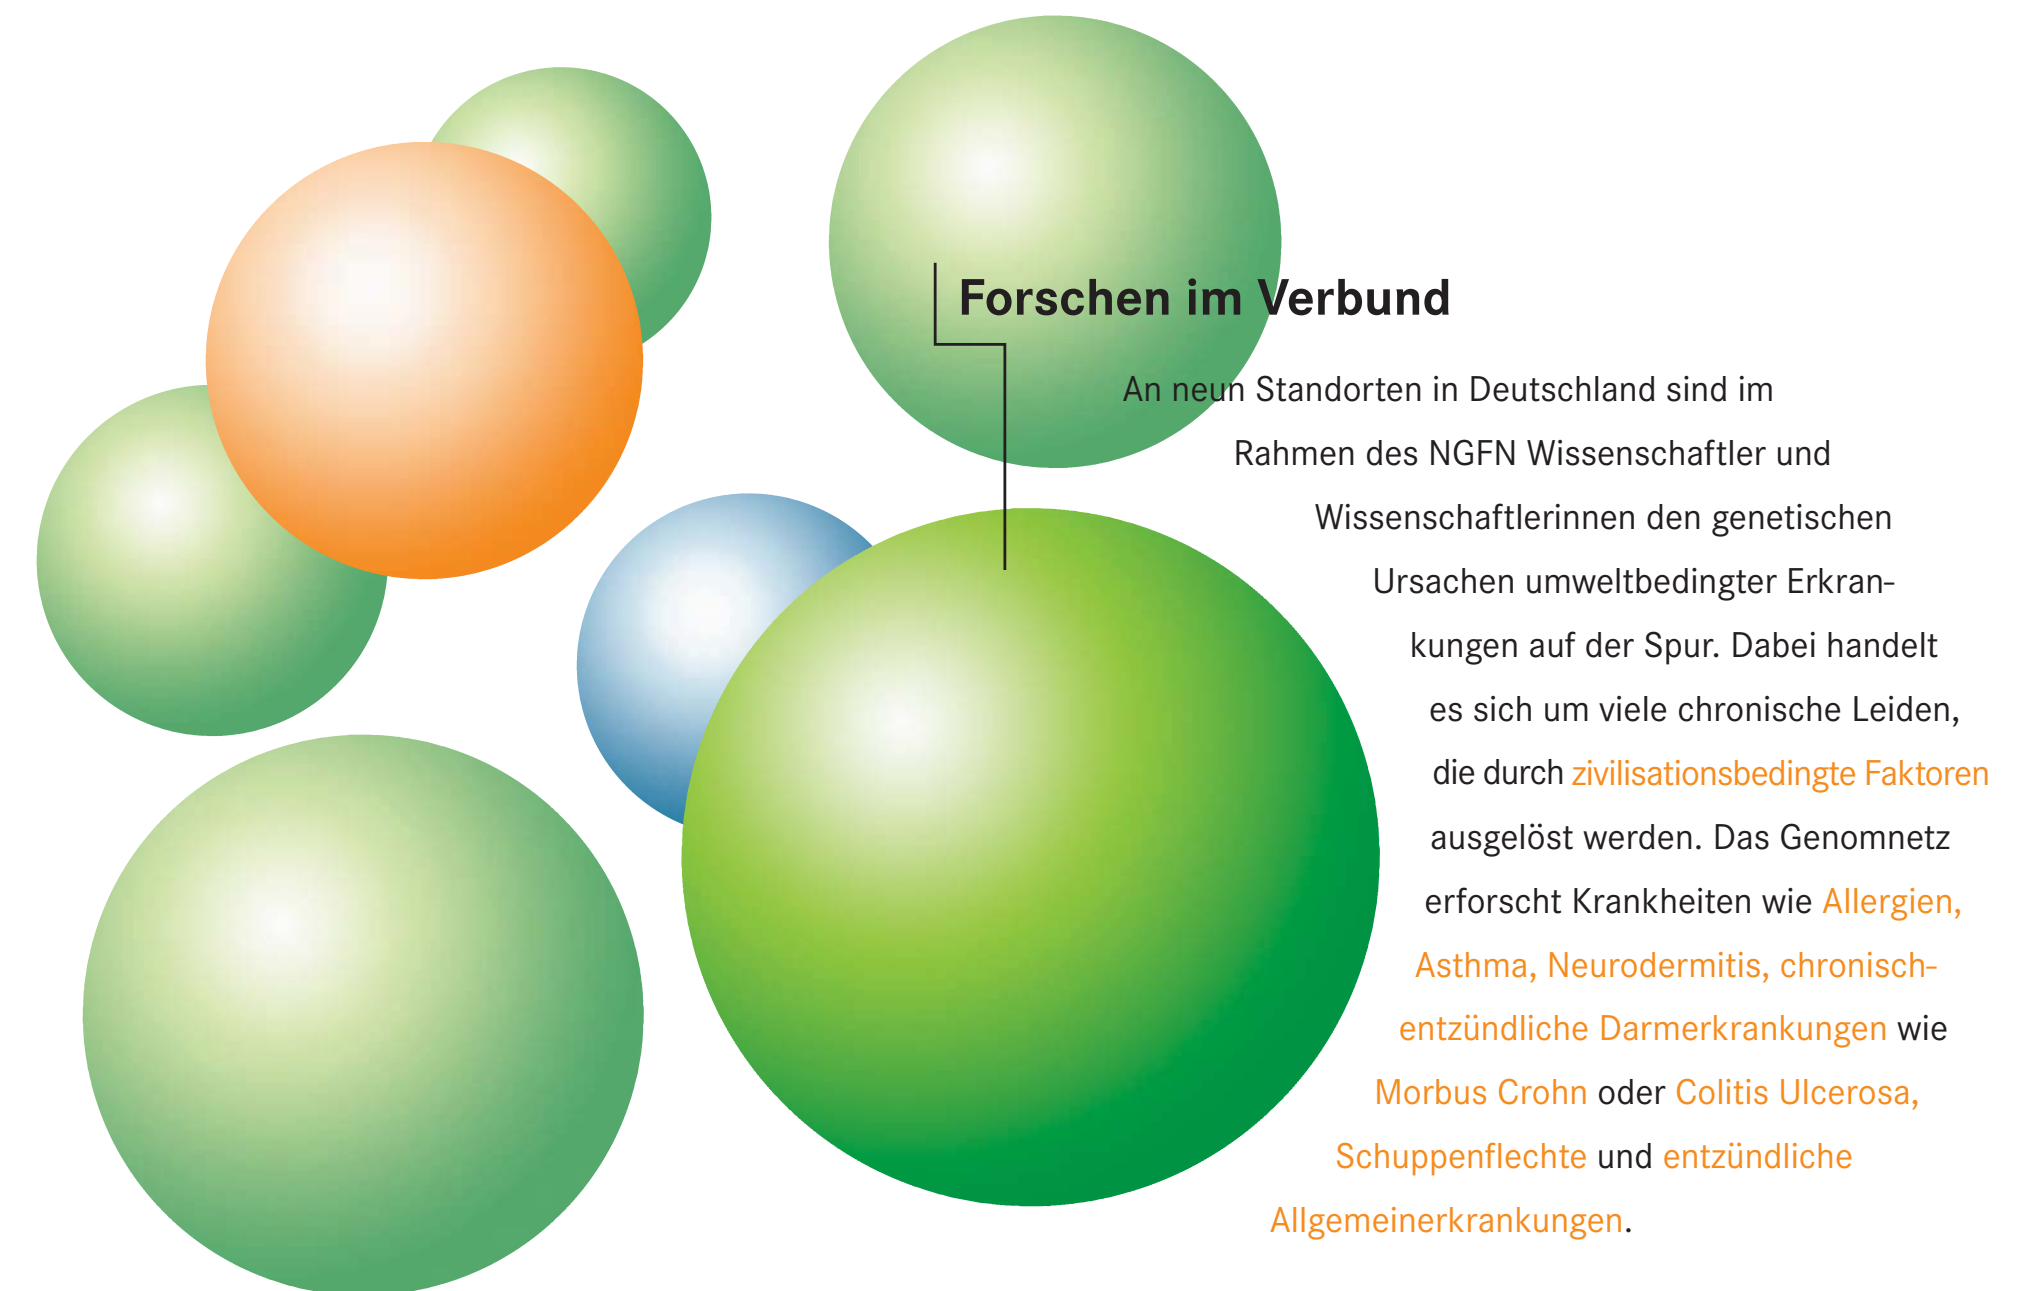 Forschen im Verbund
An neun Standorten in Deutschland sind im
Rahmen des NGFN Wissenschaftler und
Wissenschaftlerinnen den genetischen
Ursachen umweltbedingter Erkran-
kungen auf der Spur. Dabei handelt
es sich um viele chronische Leiden,
die durch zivilisationsbedingte Faktoren
ausgelöst werden. Das Genomnetz
erforscht Krankheiten wie Allergien,
Asthma, Neurodermitis, chronisch-
entzündliche Darmerkrankungen wie
Morbus Crohn oder Colitis Ulcerosa,
Schuppenflechte und entzündliche
Allgemeinerkrankungen.